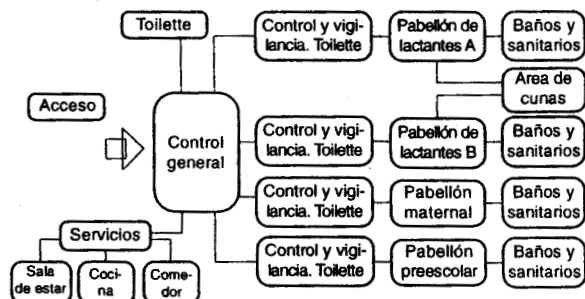 Toilette
Control y vigi-
lancia. Toilette
Pabellón de
lactantes A
Baños y
sanitarios
Area de
cunas
Acceso
Control
general
Control y vigi-
lancia. Toilette
Pabellón de
lactantes B
Baños y
sanitarios
Control y vigi-
lancia. Toilette
Pabellón
maternal
Baños y
sanitarios
Servicios
Control y vigi-
lancia. Toilette
Pabellón
preescolar
Baños y
sanitarios
Sala
de estar
Coci-
na
Come-
dor